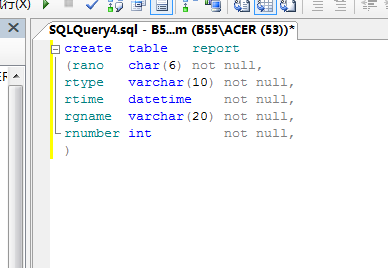 行(X)
SQLQuery4.sql - B5...m (B55\ACER (53))*
create table report
(rano char(6) not null,
rtype varchar(10) not null,
rtime datetime not null,
rgname varchar(20) not null,
rnumber int not null,
)